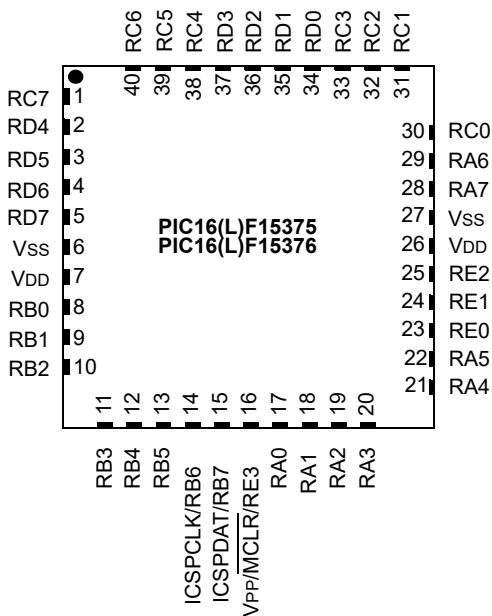 RC6 RC5 RC4 RD3 RD2 RD1 RD0 RC3 RC2 RC1
40 39 38 37 36 35 34 33 32 31
RC7 1
RD4 2
RD5 3
RD6 4
RD7 5
VSS 6
VDD 7
RB0 8
RB1 9
RB2 10
PIC16(L)F15375
PIC16(L)F15376
30 RC0
29 RA6
28 RA7
27 VSS
26 VDD
25 RE2
24 RE1
23 RE0
22 RA5
21 RA4
11 12 13 14 15 16 17 18 19 20
RB3
RB4
RB5
ICSPCLK/RB6
ICSPDAT/RB7
VPP/MCLR/RE3
RA0
RA1
RA2
RA3